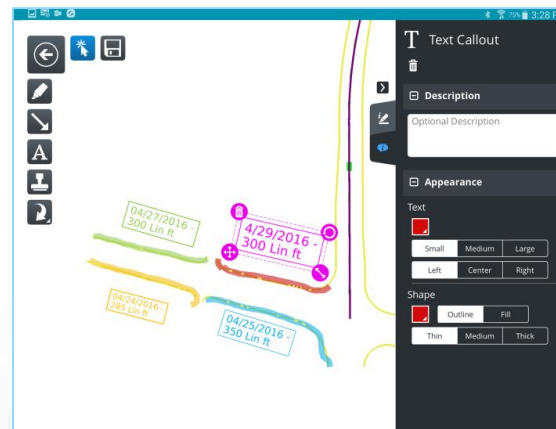 75% 3:28 P
T Text Callout
Description
Optional Description
A
Appearance
Text
Small Medium Large
Left Center Right
Shape
Outline Fill
Thin Medium Thick
04/27/2016 -
300 Lin ft
4/29/2016 -
300 Lin ft
04/24/2016 -
285 Lin ft
04/25/2016 -
350 Lin ft